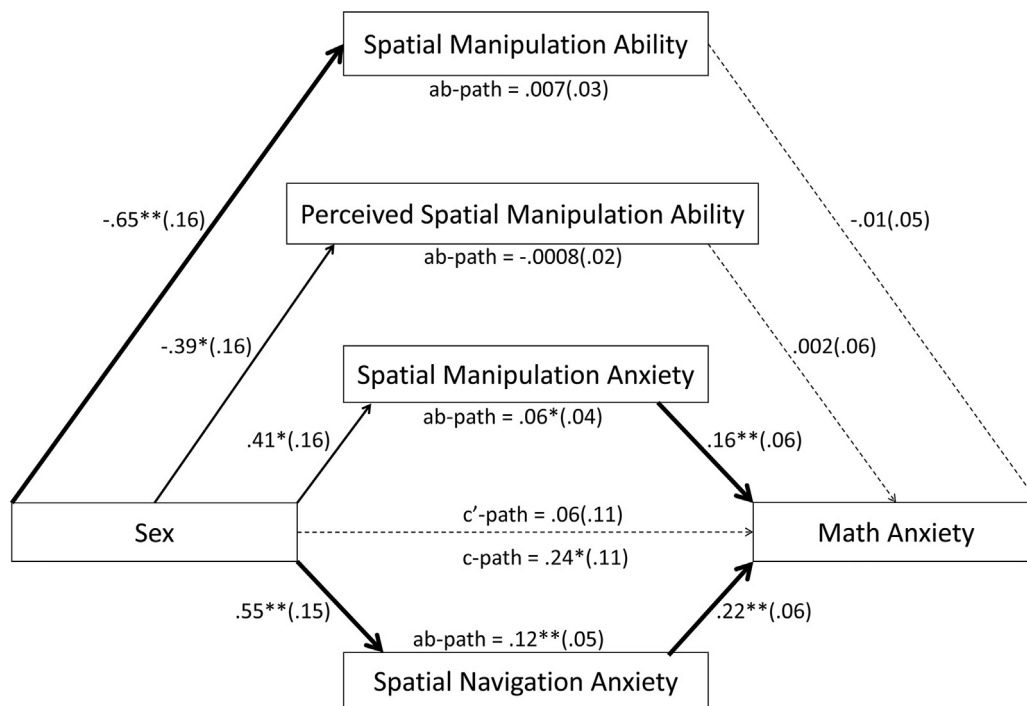 Spatial Manipulation Ability
ab-path = .007(.03)
-.65**(.16)
-.01(.05)
Perceived Spatial Manipulation Ability
ab-path = -.0008(.02)
-.39*(.16)
.002(.06)
Spatial Manipulation Anxiety
ab-path = .06*(.04)
.41*(.16)
.16**(.06)
Sex
c’-path = .06(.11)
c-path = .24*(.11)
Math Anxiety
.55**(.15)
.22**(.06)
ab-path = .12**(.05)
Spatial Navigation Anxiety